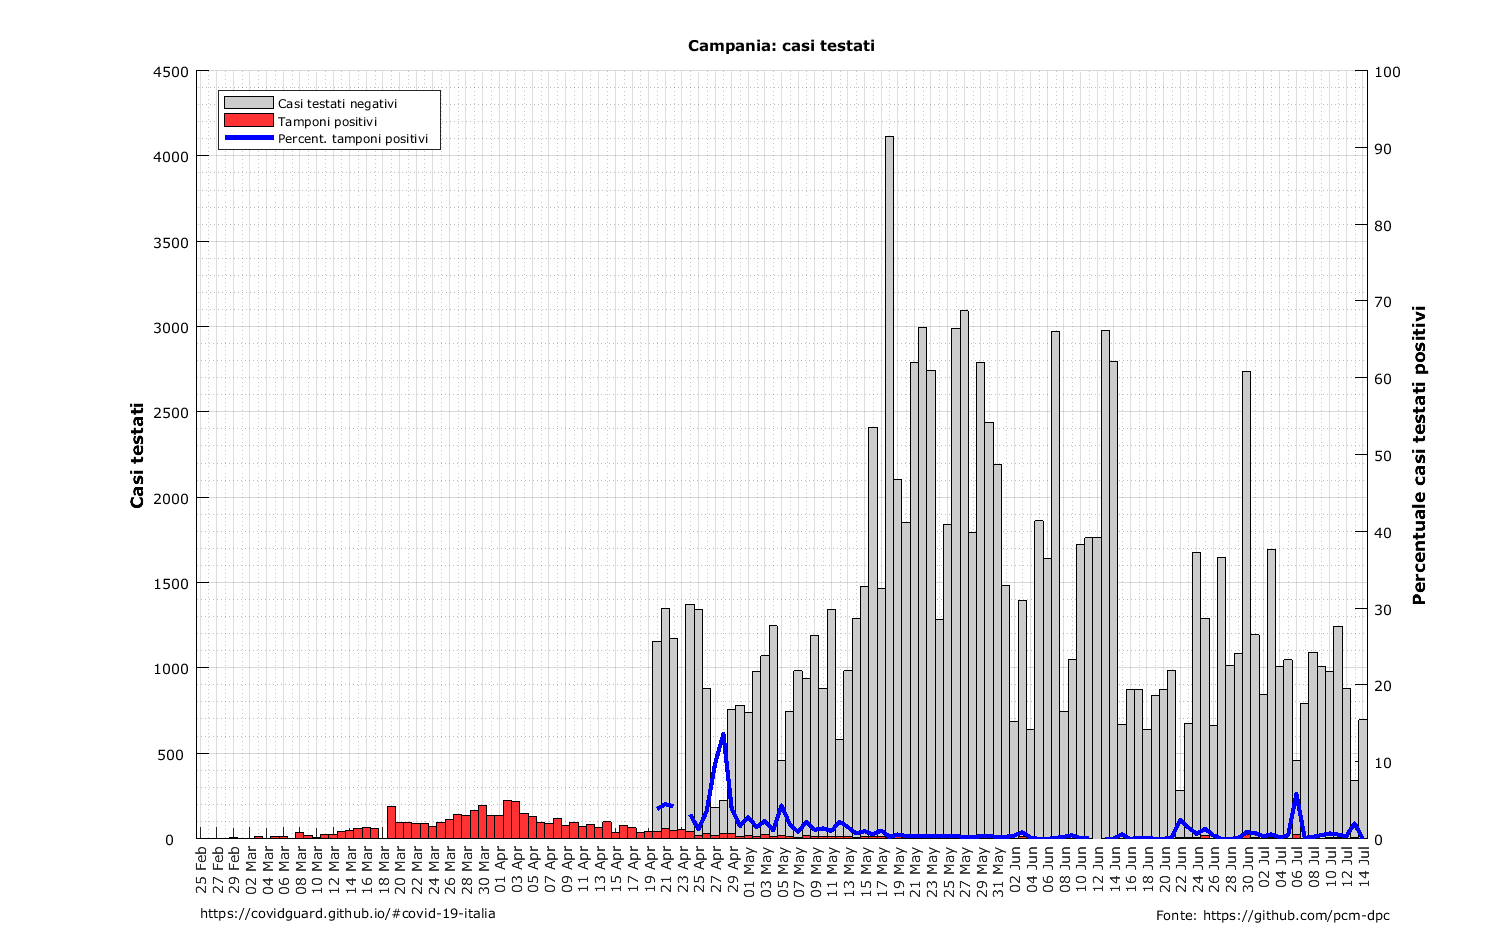 Campania: casi testati
4500
4000
3500
3000
2500
2000
1500
1000
500
0
Casi testati
Casi testati negativi
Tamponi positivi
Percent. tamponi positivi
100
90
80
70
60
50
40
30
20
10
0
Percentuale casi testati positivi
25 Feb
27 Feb
29 Feb
02 Mar
04 Mar
06 Mar
08 Mar
10 Mar
12 Mar
14 Mar
16 Mar
18 Mar
20 Mar
22 Mar
24 Mar
26 Mar
28 Mar
30 Mar
01 Apr
03 Apr
05 Apr
07 Apr
09 Apr
11 Apr
13 Apr
15 Apr
17 Apr
19 Apr
21 Apr
23 Apr
25 Apr
27 Apr
29 Apr
01 May
03 May
05 May
07 May
09 May
11 May
13 May
15 May
17 May
19 May
21 May
23 May
25 May
27 May
29 May
31 May
02 Jun
04 Jun
06 Jun
08 Jun
10 Jun
12 Jun
14 Jun
16 Jun
18 Jun
20 Jun
22 Jun
24 Jun
26 Jun
28 Jun
30 Jun
02 Jul
04 Jul
06 Jul
08 Jul
10 Jul
12 Jul
14 Jul
https://covidguard.github.io/#covid-19-italia
Fonte: https://github.com/pcm-dpc